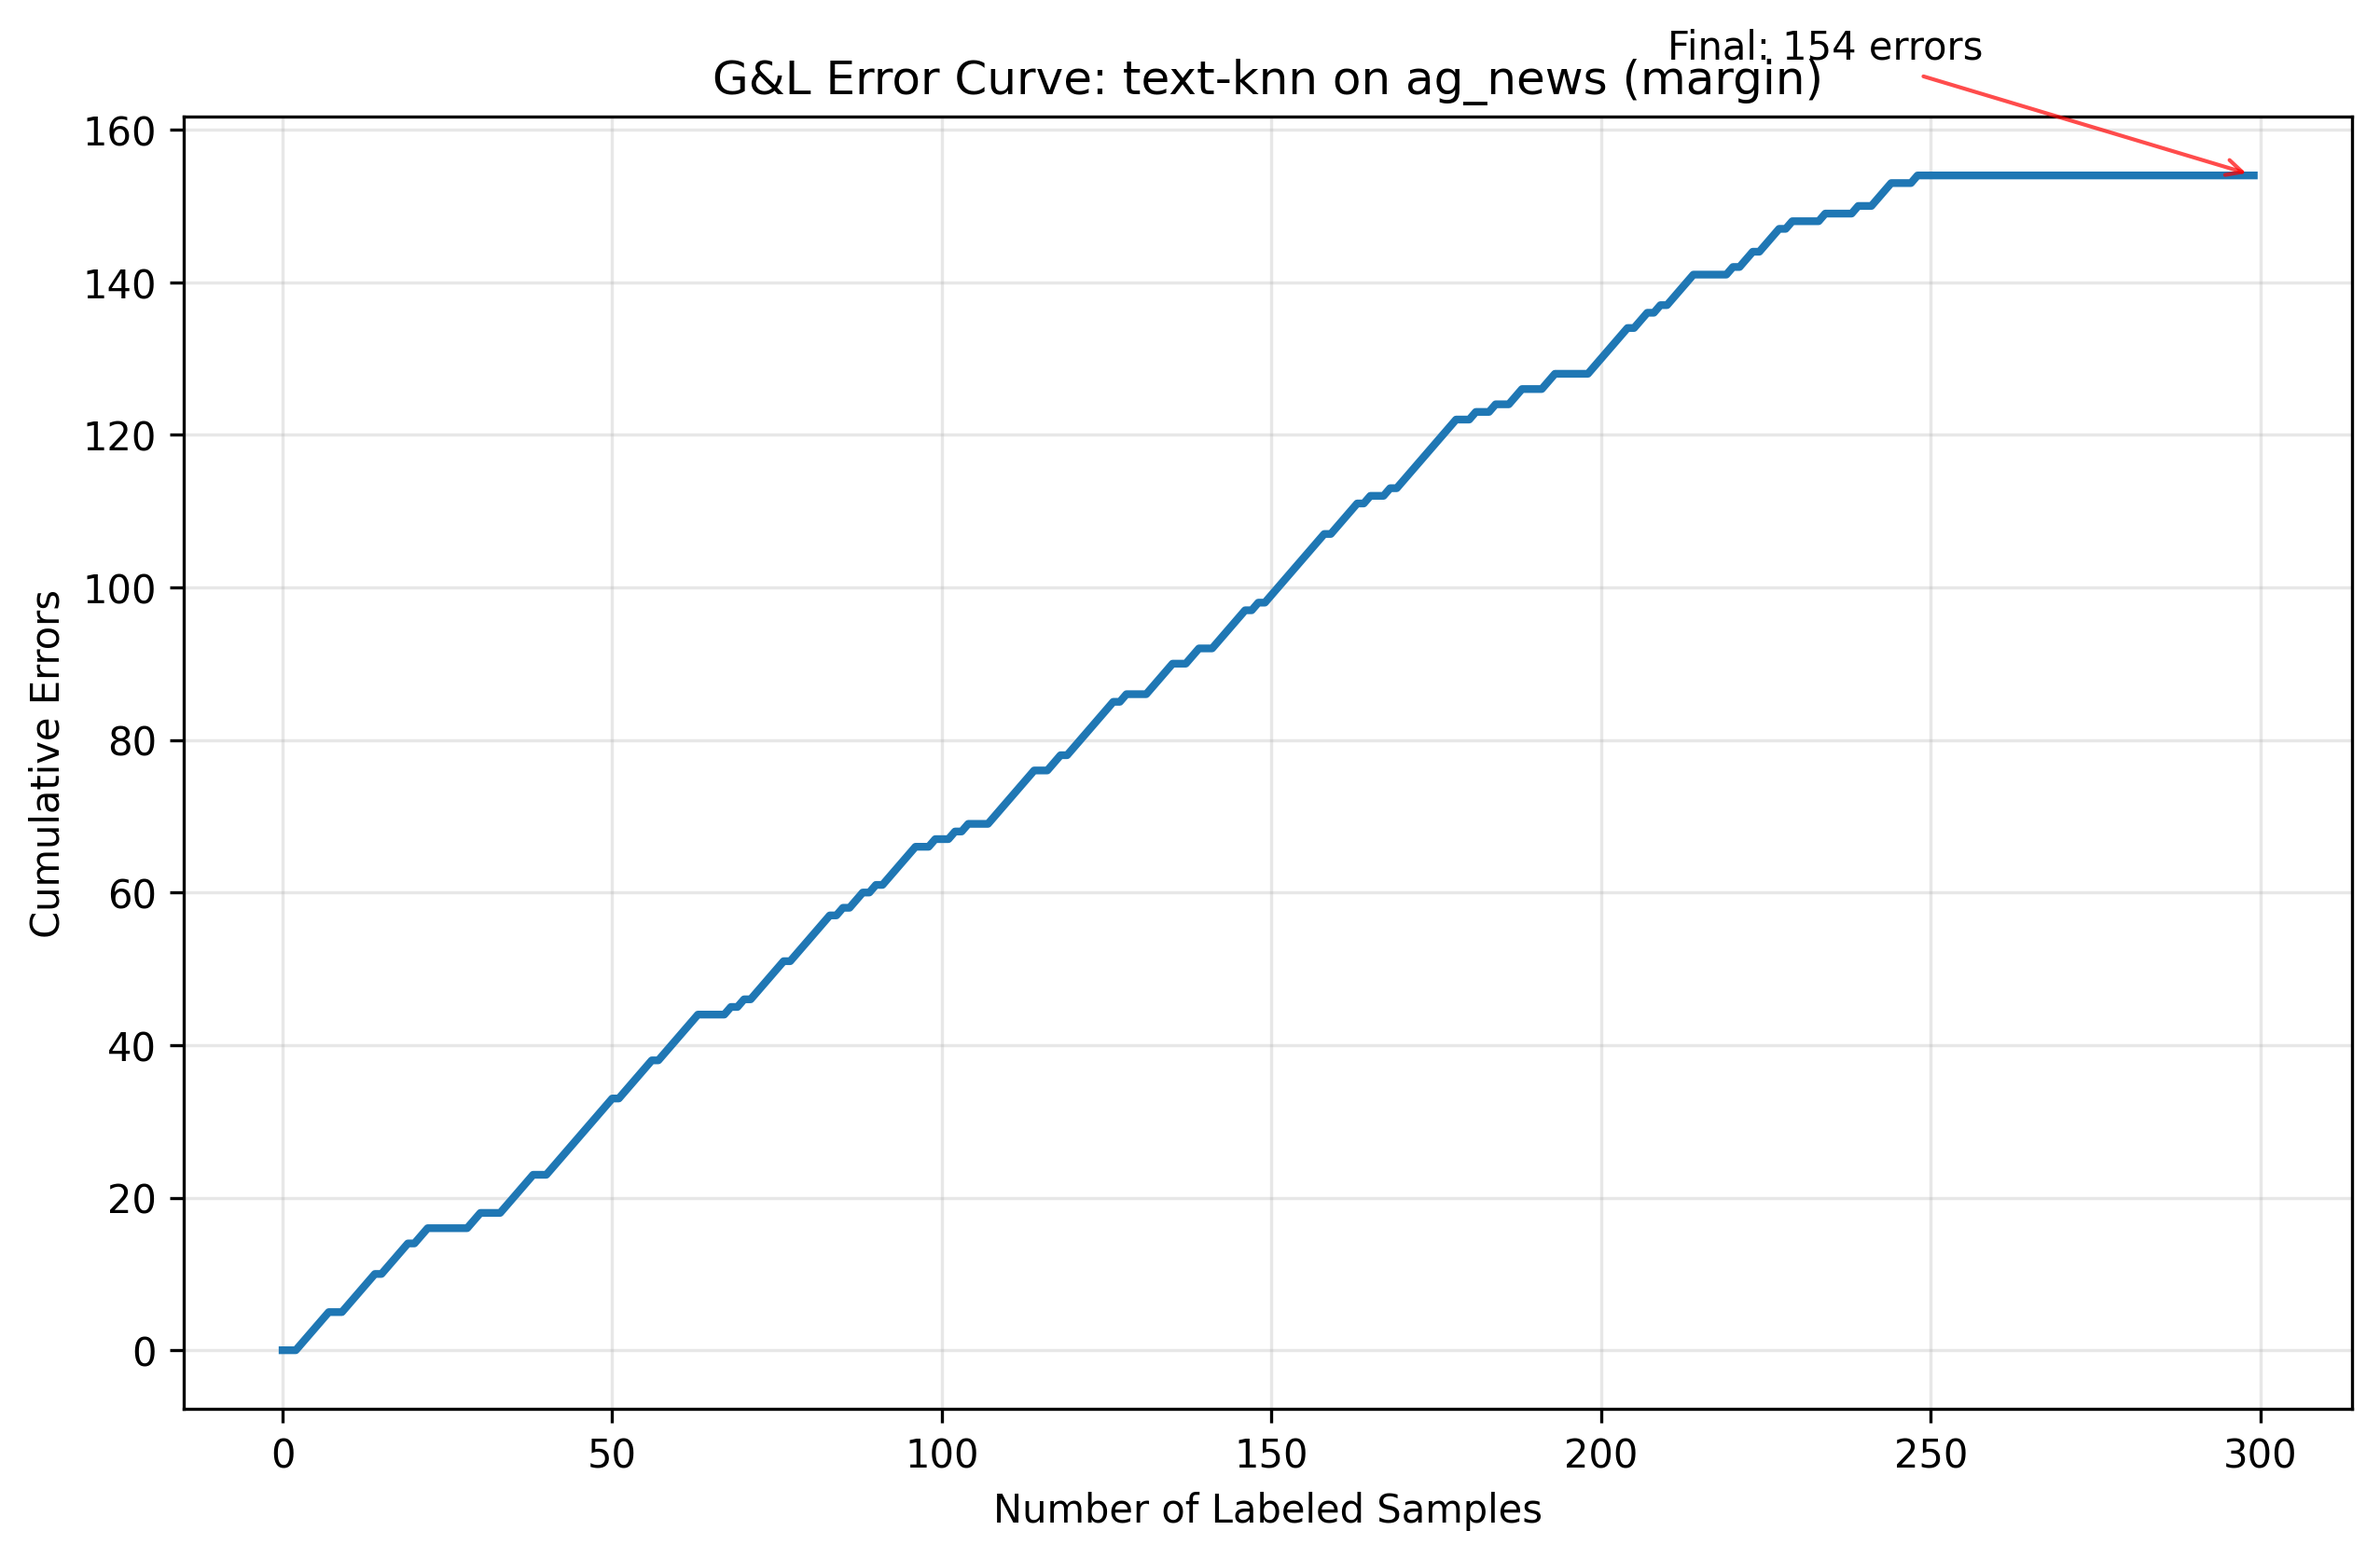 Final: 154 errors
G&L Error Curve: text-knn on ag_news (margin)
160
140
120
100
80
60
40
20
0
Cumulative Errors
0 50 100 150 200 250 300
Number of Labeled Samples